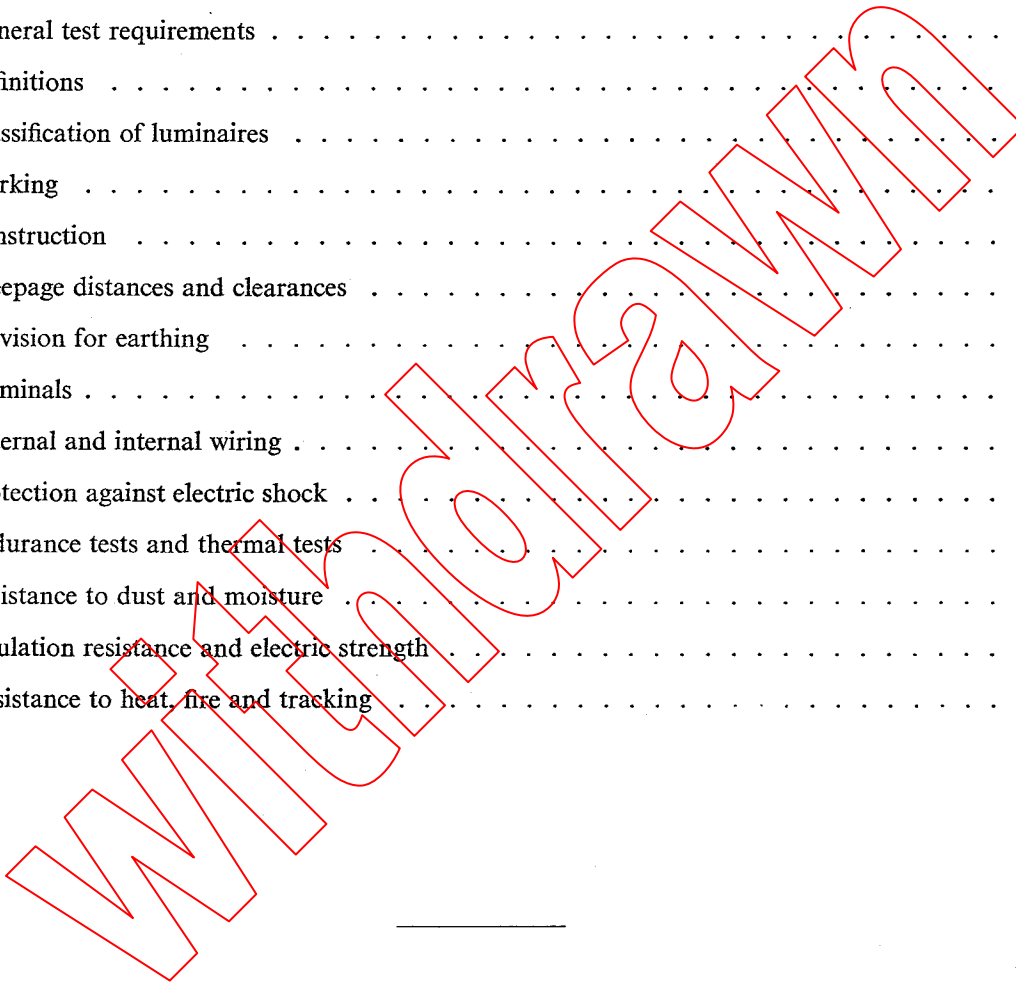 neral test requirements . . . . . . . . . . . . . . . . . . . . . . . . . . . . .
finitions . . . . . . . . . . . . . . . . . . . . . . . . . . . . . . . . . . .
ssification of luminaires . . . . . . . . . . . . . . . . . . . . . . . . . . . .
rking . . . . . . . . . . . . . . . . . . . . . . . . . . . . . . . . . . . .
nstruction . . . . . . . . . . . . . . . . . . . . . . . . . . . . . . . . . .
epage distances and clearances . . . . . . . . . . . . . . . . . . . . . . . . .
vision for earthing . . . . . . . . . . . . . . . . . . . . . . . . . . . . . .
minals . . . . . . . . . . . . . . . . . . . . . . . . . . . . . . . . . . . .
ernal and internal wiring . . . . . . . . . . . . . . . . . . . . . . . . . . . .
tection against electric shock . . . . . . . . . . . . . . . . . . . . . . . . . .
durance tests and thermal tests . . . . . . . . . . . . . . . . . . . . . . . . .
istance to dust and moisture . . . . . . . . . . . . . . . . . . . . . . . . . .
ulation resistance and electric strength . . . . . . . . . . . . . . . . . . . . . .
sistance to heat, fire and tracking . . . . . . . . . . . . . . . . . . . . . . . .
withdrawn